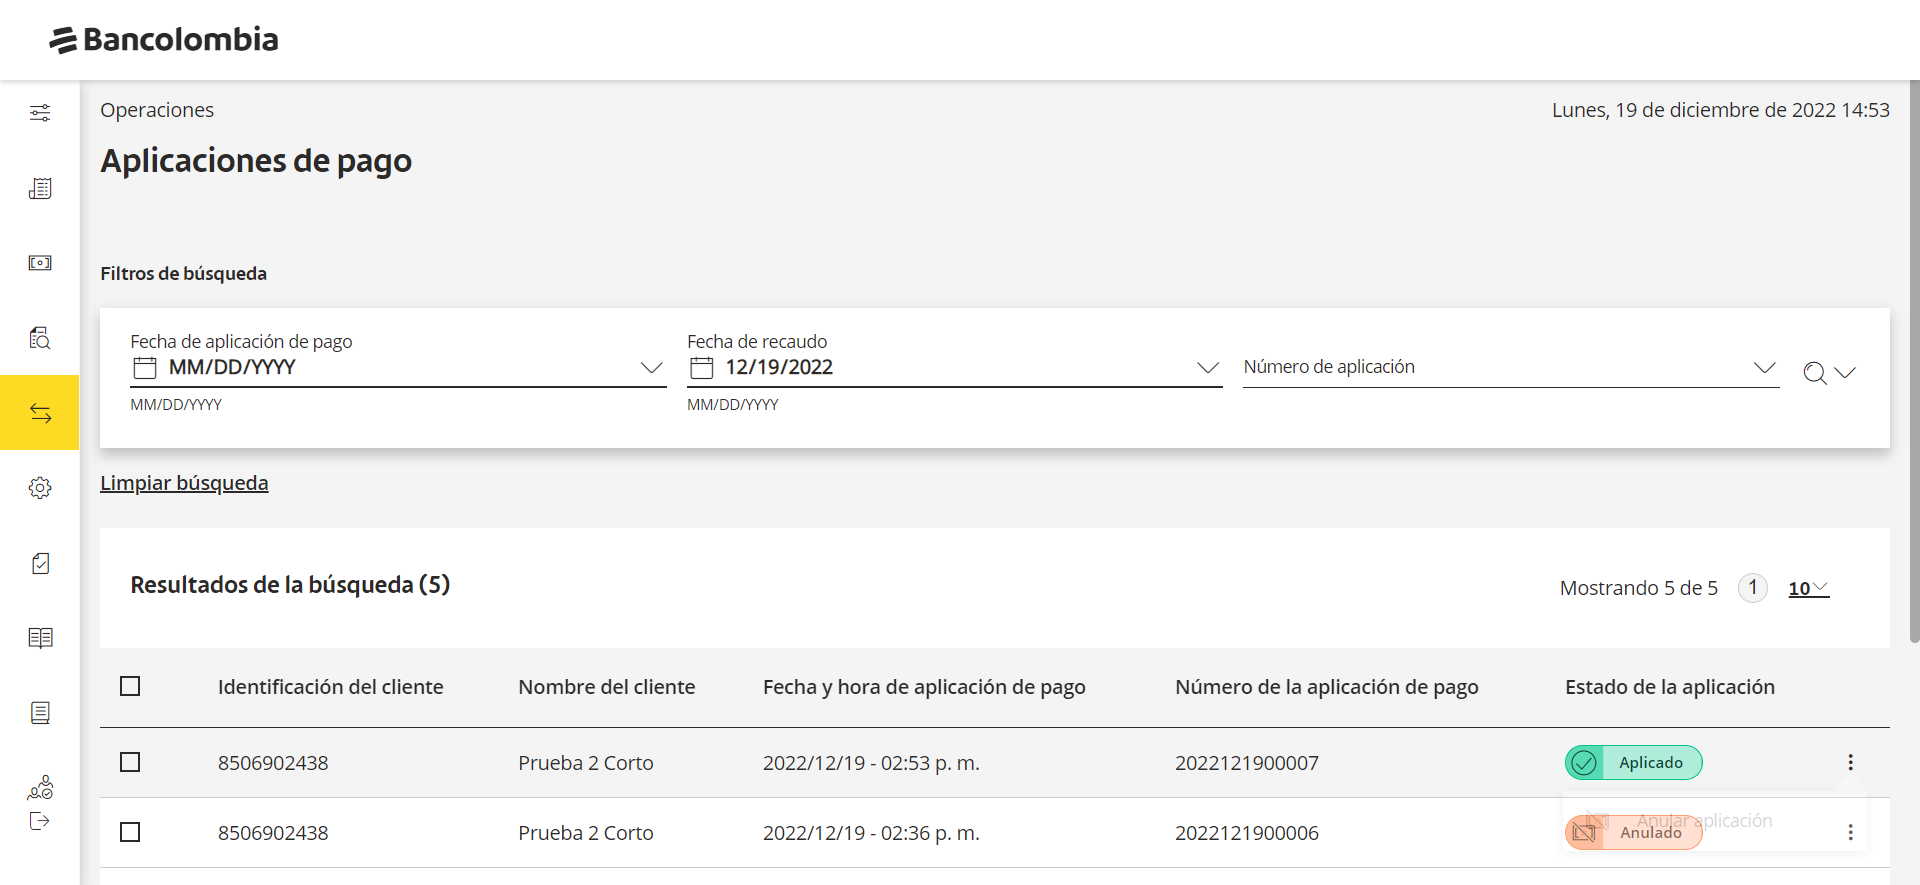 Bancolombia
Operaciones
Lunes, 19 de diciembre de 2022 14:53
Aplicaciones de pago
Filtros de búsqueda
Fecha de aplicación de pago
MM/DD/YYYY
MM/DD/YYYY
Fecha de recaudo
12/19/2022
MM/DD/YYYY
Número de aplicación
Limpiar búsqueda
Resultados de la búsqueda (5)
Mostrando 5 de 5 1 10
Identificación del cliente Nombre del cliente Fecha y hora de aplicación de pago Número de la aplicación de pago Estado de la aplicación
8506902438 Prueba 2 Corto 2022/12/19 - 02:53 p. m. 2022121900007 Aplicado
Anular aplicación
8506902438 Prueba 2 Corto 2022/12/19 - 02:36 p. m. 2022121900006 Anulado